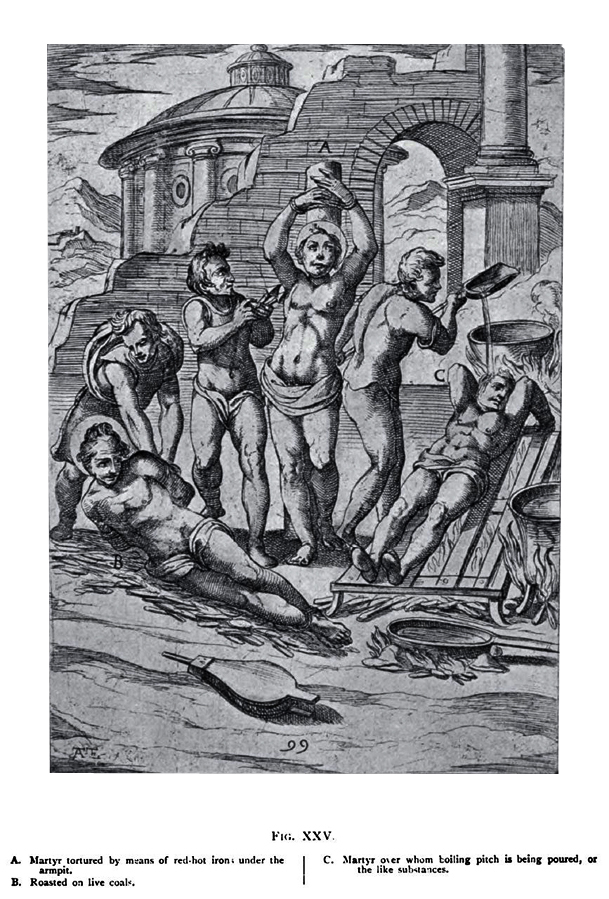 A
C
B
ATE
99
FIG. XXV.
A. Martyr tortured by means of red-hot irons under the
armpit.
B. Roasted on live coals.
C. Martyr over whom boiling pitch is being poured, or
the like substances.